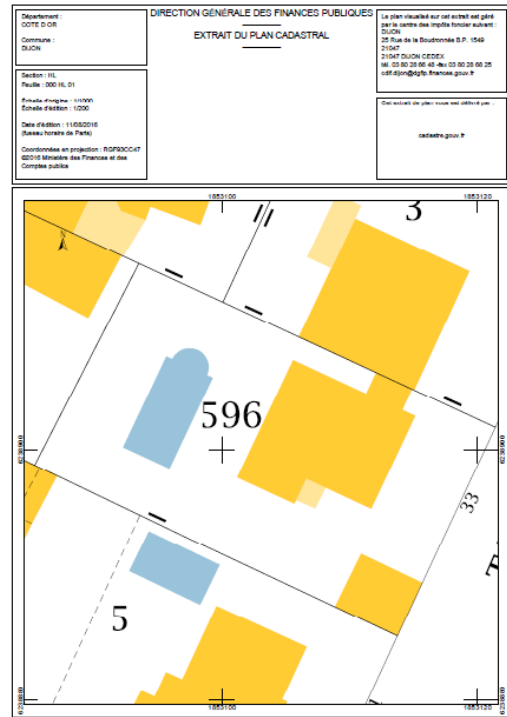 Département :
COTE D OR
Commune :
DIJON
Section : HL
Feuille : 000 HL 01
Échelle d'origine : 1/1000
Échelle d'édition : 1/200
Date d'édition : 11/08/2016
(fuseau horaire de Paris)
Coordonnées en projection : RGF93CC47
©2016 Ministère des Finances et des
Comptes publics
DIRECTION GÉNÉRALE DES FINANCES PUBLIQUES
EXTRAIT DU PLAN CADASTRAL
Le plan visualisé sur cet extrait est géré
par le centre des impôts foncier suivant :
DIJON
25 Rue de la Boudronnée B.P. 1549
21047
21047 DIJON CEDEX
tél. 03 80 28 66 48 -fax 03 80 28 68 25
cdif.dijon@dgfip.finances.gouv.fr
Cet extrait de plan vous est délivré par :
cadastre.gouv.fr
1853100
1853120
3
N
596
6238900
6238900
33
T
5
1853100
1853120